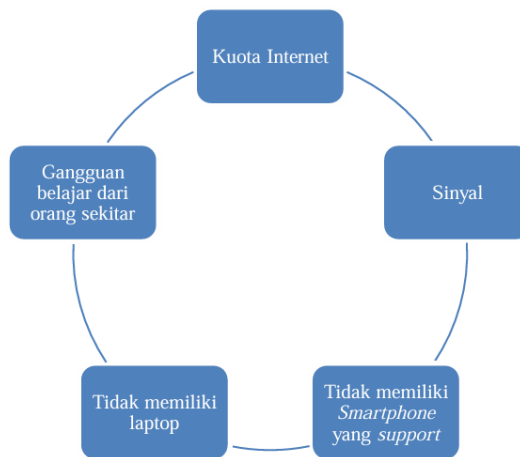 Kuota Internet
Sinyal
Tidak memiliki
Smartphone
yang support
Tidak memiliki
laptop
Gangguan
belajar dari
orang sekitar